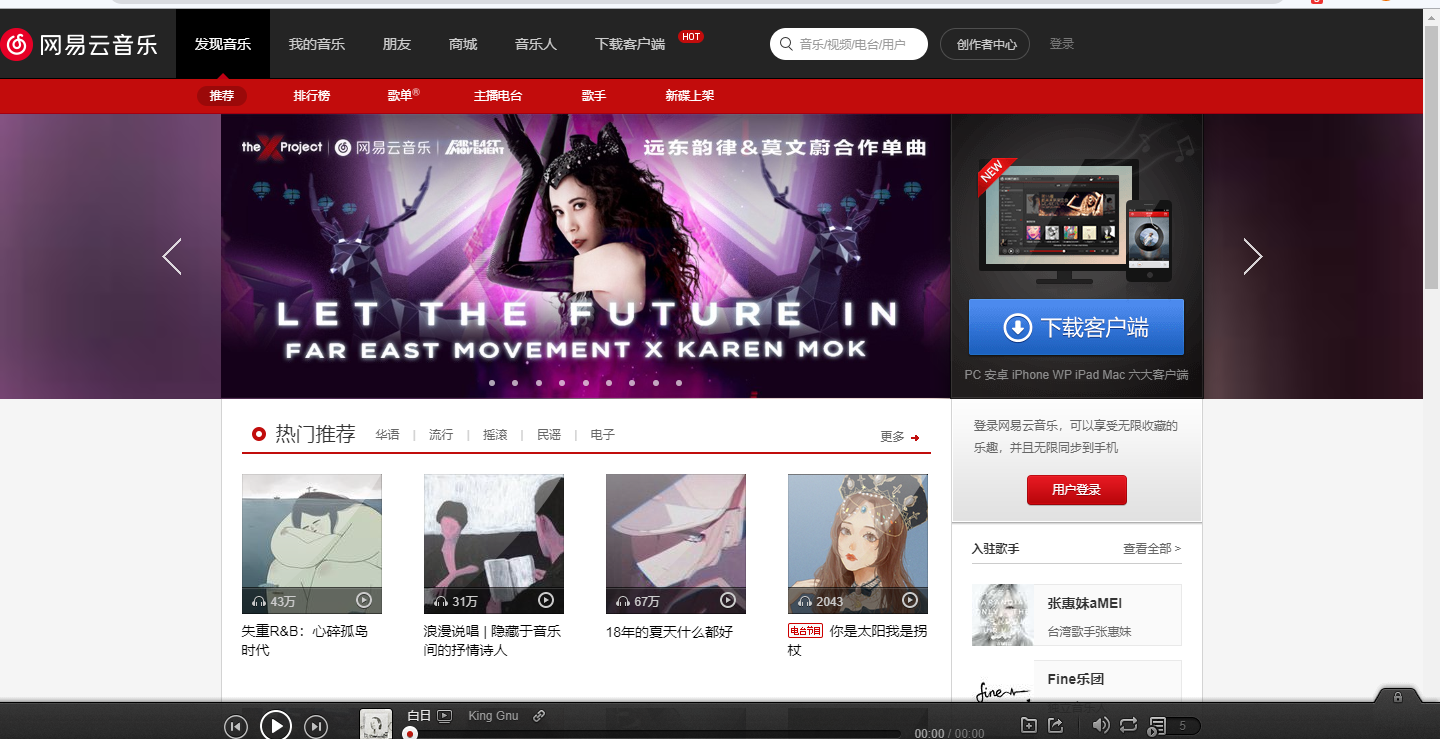 网易云音乐 发现音乐 我的音乐 朋友 商城 音乐人 下载客户端 HOT 音乐/视频/电台/用户 创作者中心 登录
推荐 排行榜 歌单® 主播电台 歌手 新碟上架
theXProject 网易云音乐 FAR EAST MOVEMENT 远东韵律&莫文蔚合作单曲
LET THE FUTURE IN
FAR EAST MOVEMENT X KAREN MOK
NEW
下载客户端
PC 安卓 iPhone WP iPad Mac 六大客户端
热门推荐 华语 | 流行 | 摇滚 | 民谣 | 电子 更多
43万 31万 67万 2043
失重R&B：心碎孤岛
时代
浪漫说唱 | 隐藏于音乐
间的抒情诗人
18年的夏天什么都好
电台节目 你是太阳我是拐
杖
登录网易云音乐，可以享受无限收藏的
乐趣，并且无限同步到手机
用户登录
入驻歌手 查看全部 >
张惠妹aMEI
台湾歌手张惠妹
Fine乐团
fine
白日 King Gnu
00:00 / 00:00
5